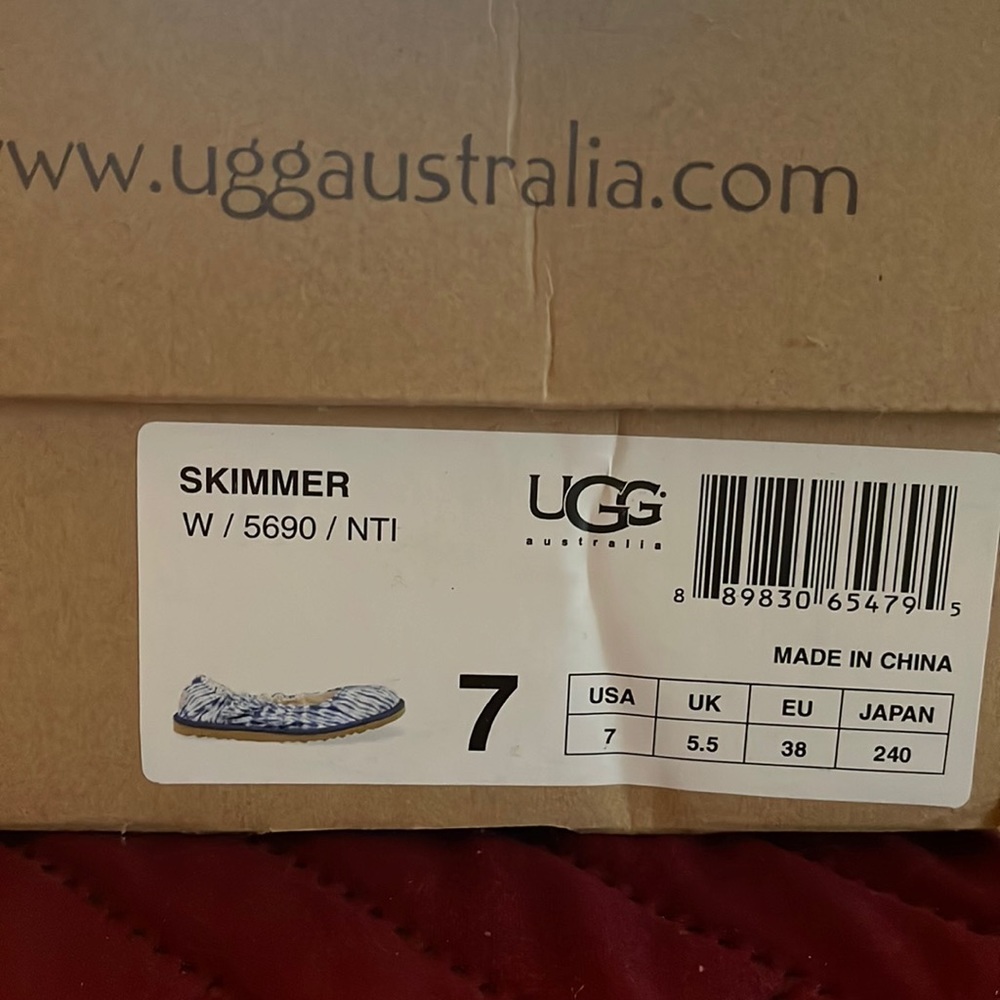 ww.uggaustralia.com
SKIMMER
W / 5690 / NTI
UGG
australia
8 89830 65479 5
MADE IN CHINA
7
USA UK EU JAPAN
7 5.5 38 240